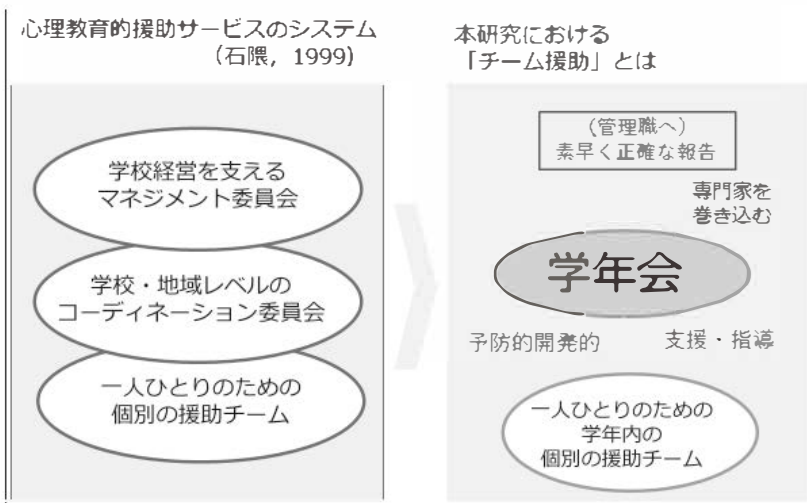 心理教育的援助サービスのシステム
（石隈，1999）
学校経営を支える
マネジメント委員会
学校・地域レベルの
コーディネーション委員会
一人ひとりのための
個別の援助チーム
本研究における
「チーム援助」とは
（管理職へ）
素早く正確な報告
専門家を
巻き込む
学年会
予防的開発的
支援・指導
一人ひとりのための
学年内の
個別の援助チーム